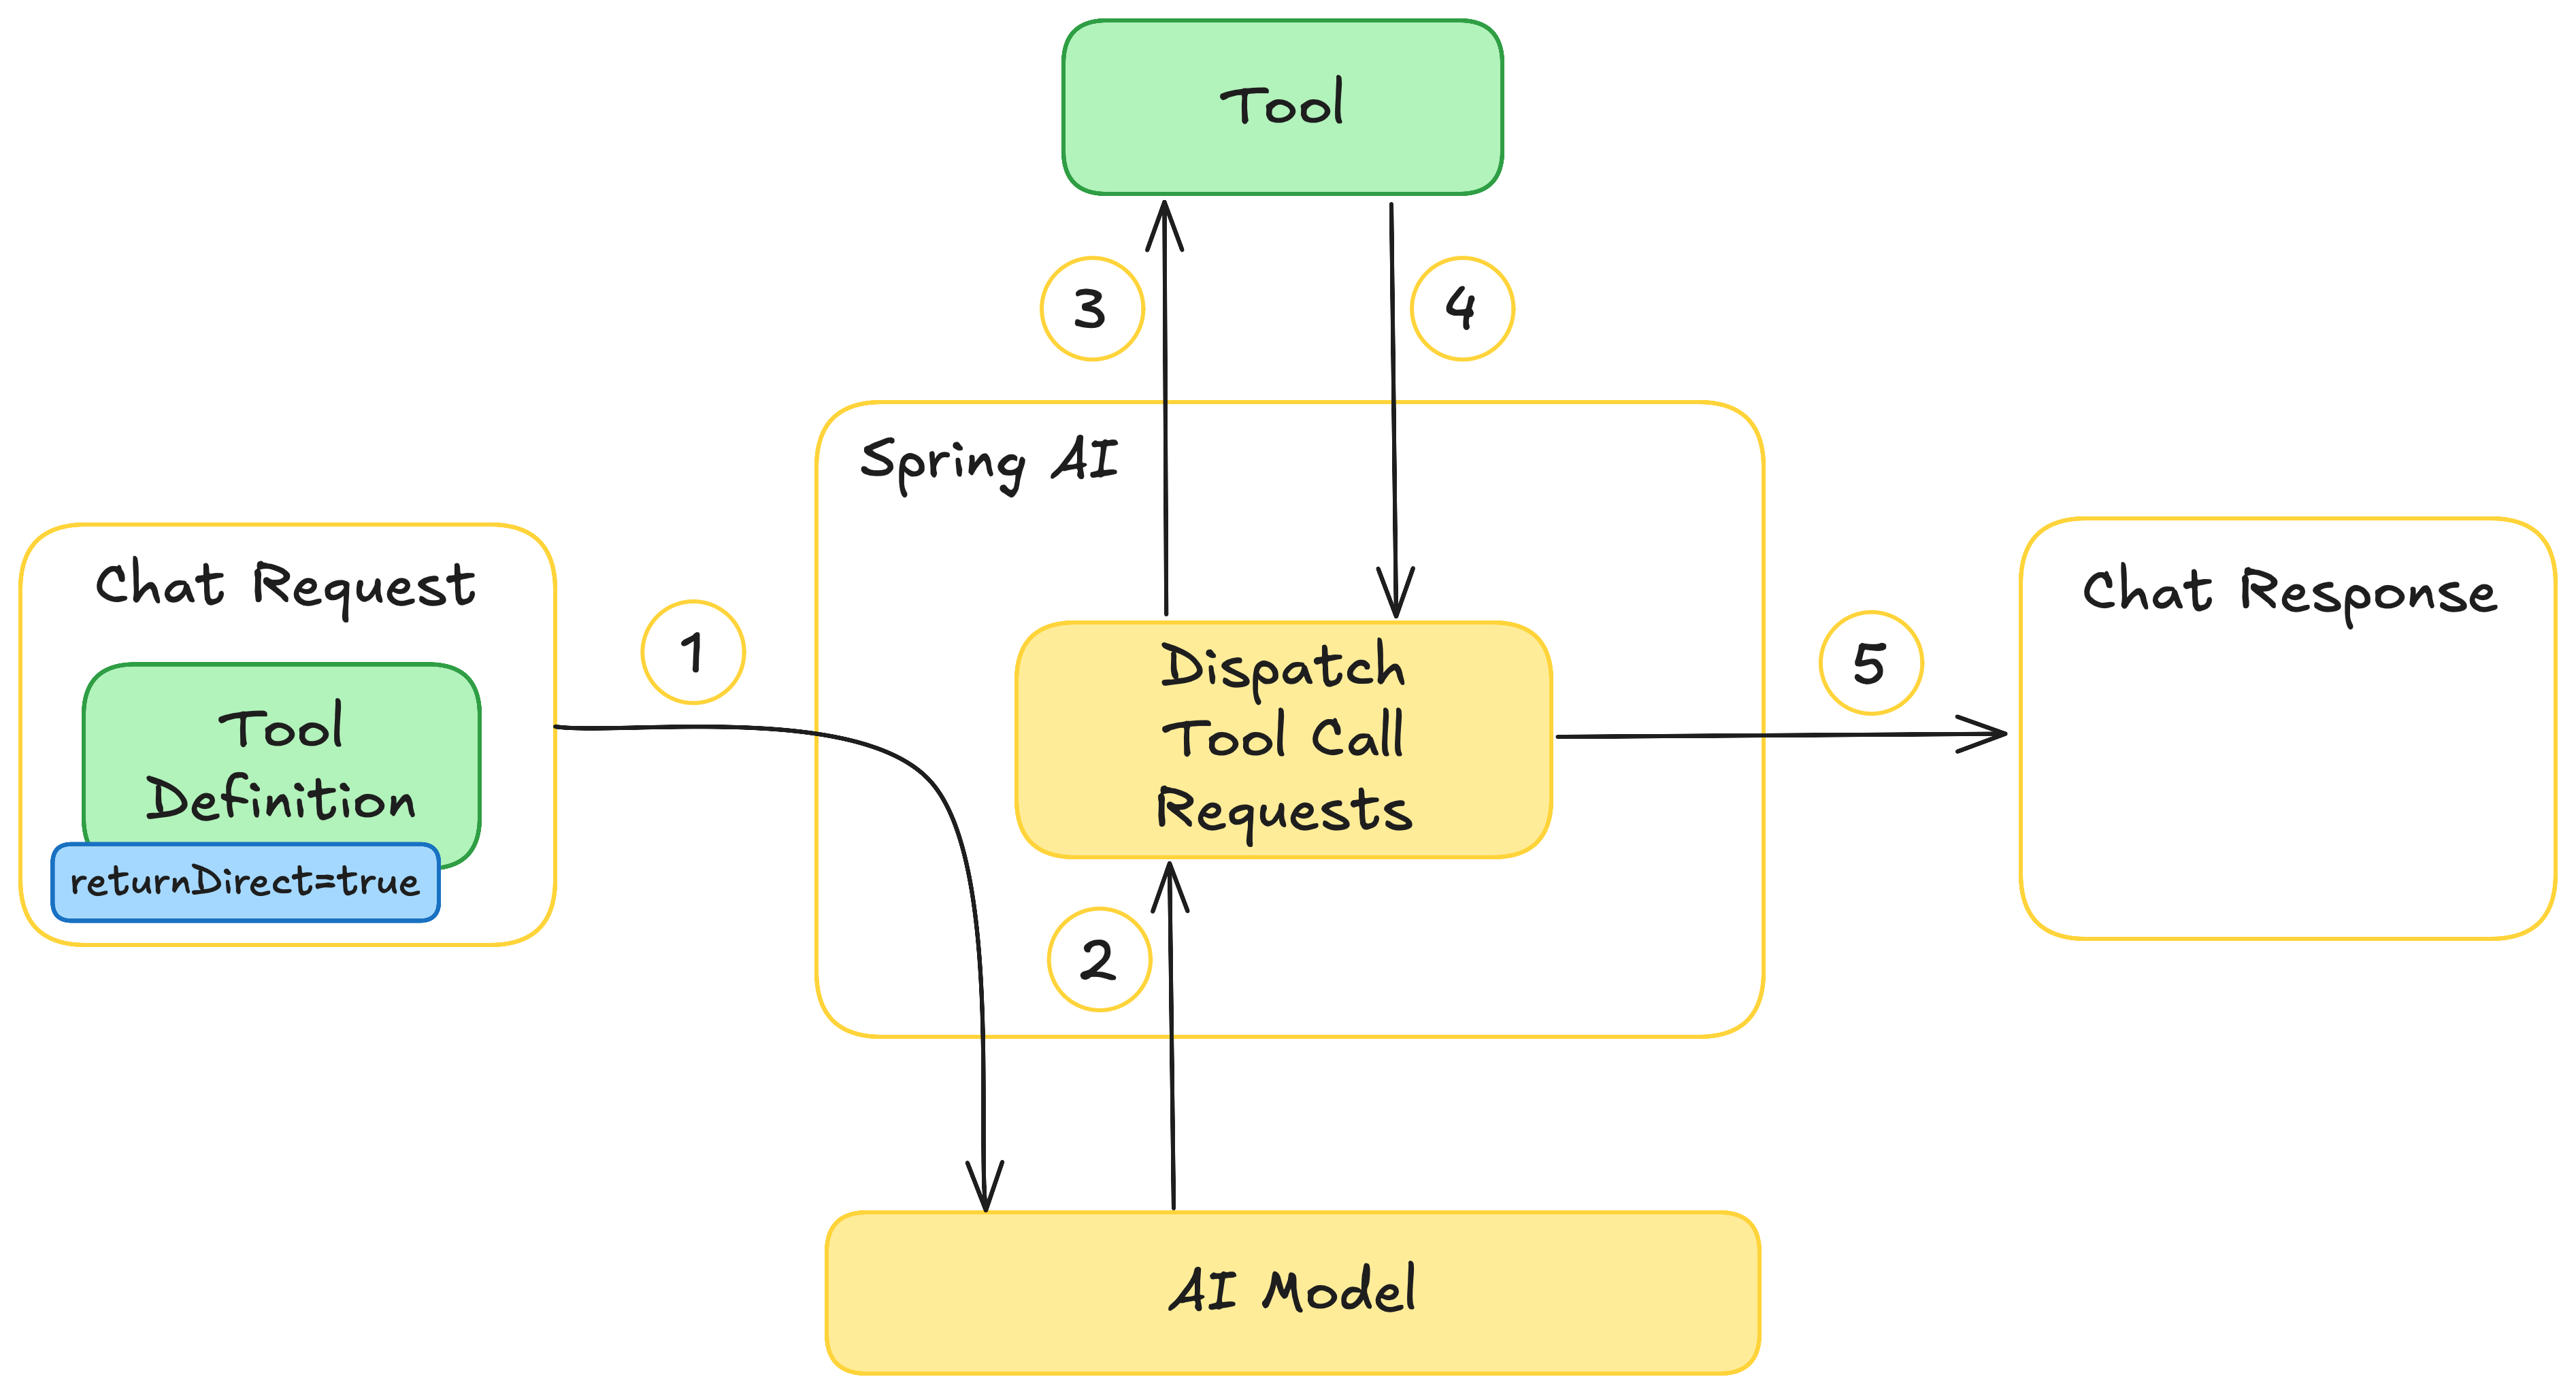 Tool
3
4
Spring AI
Chat Request
Tool
Definition
returnDirect=true
1
Dispatch
Tool Call
Requests
2
5
Chat Response
AI Model